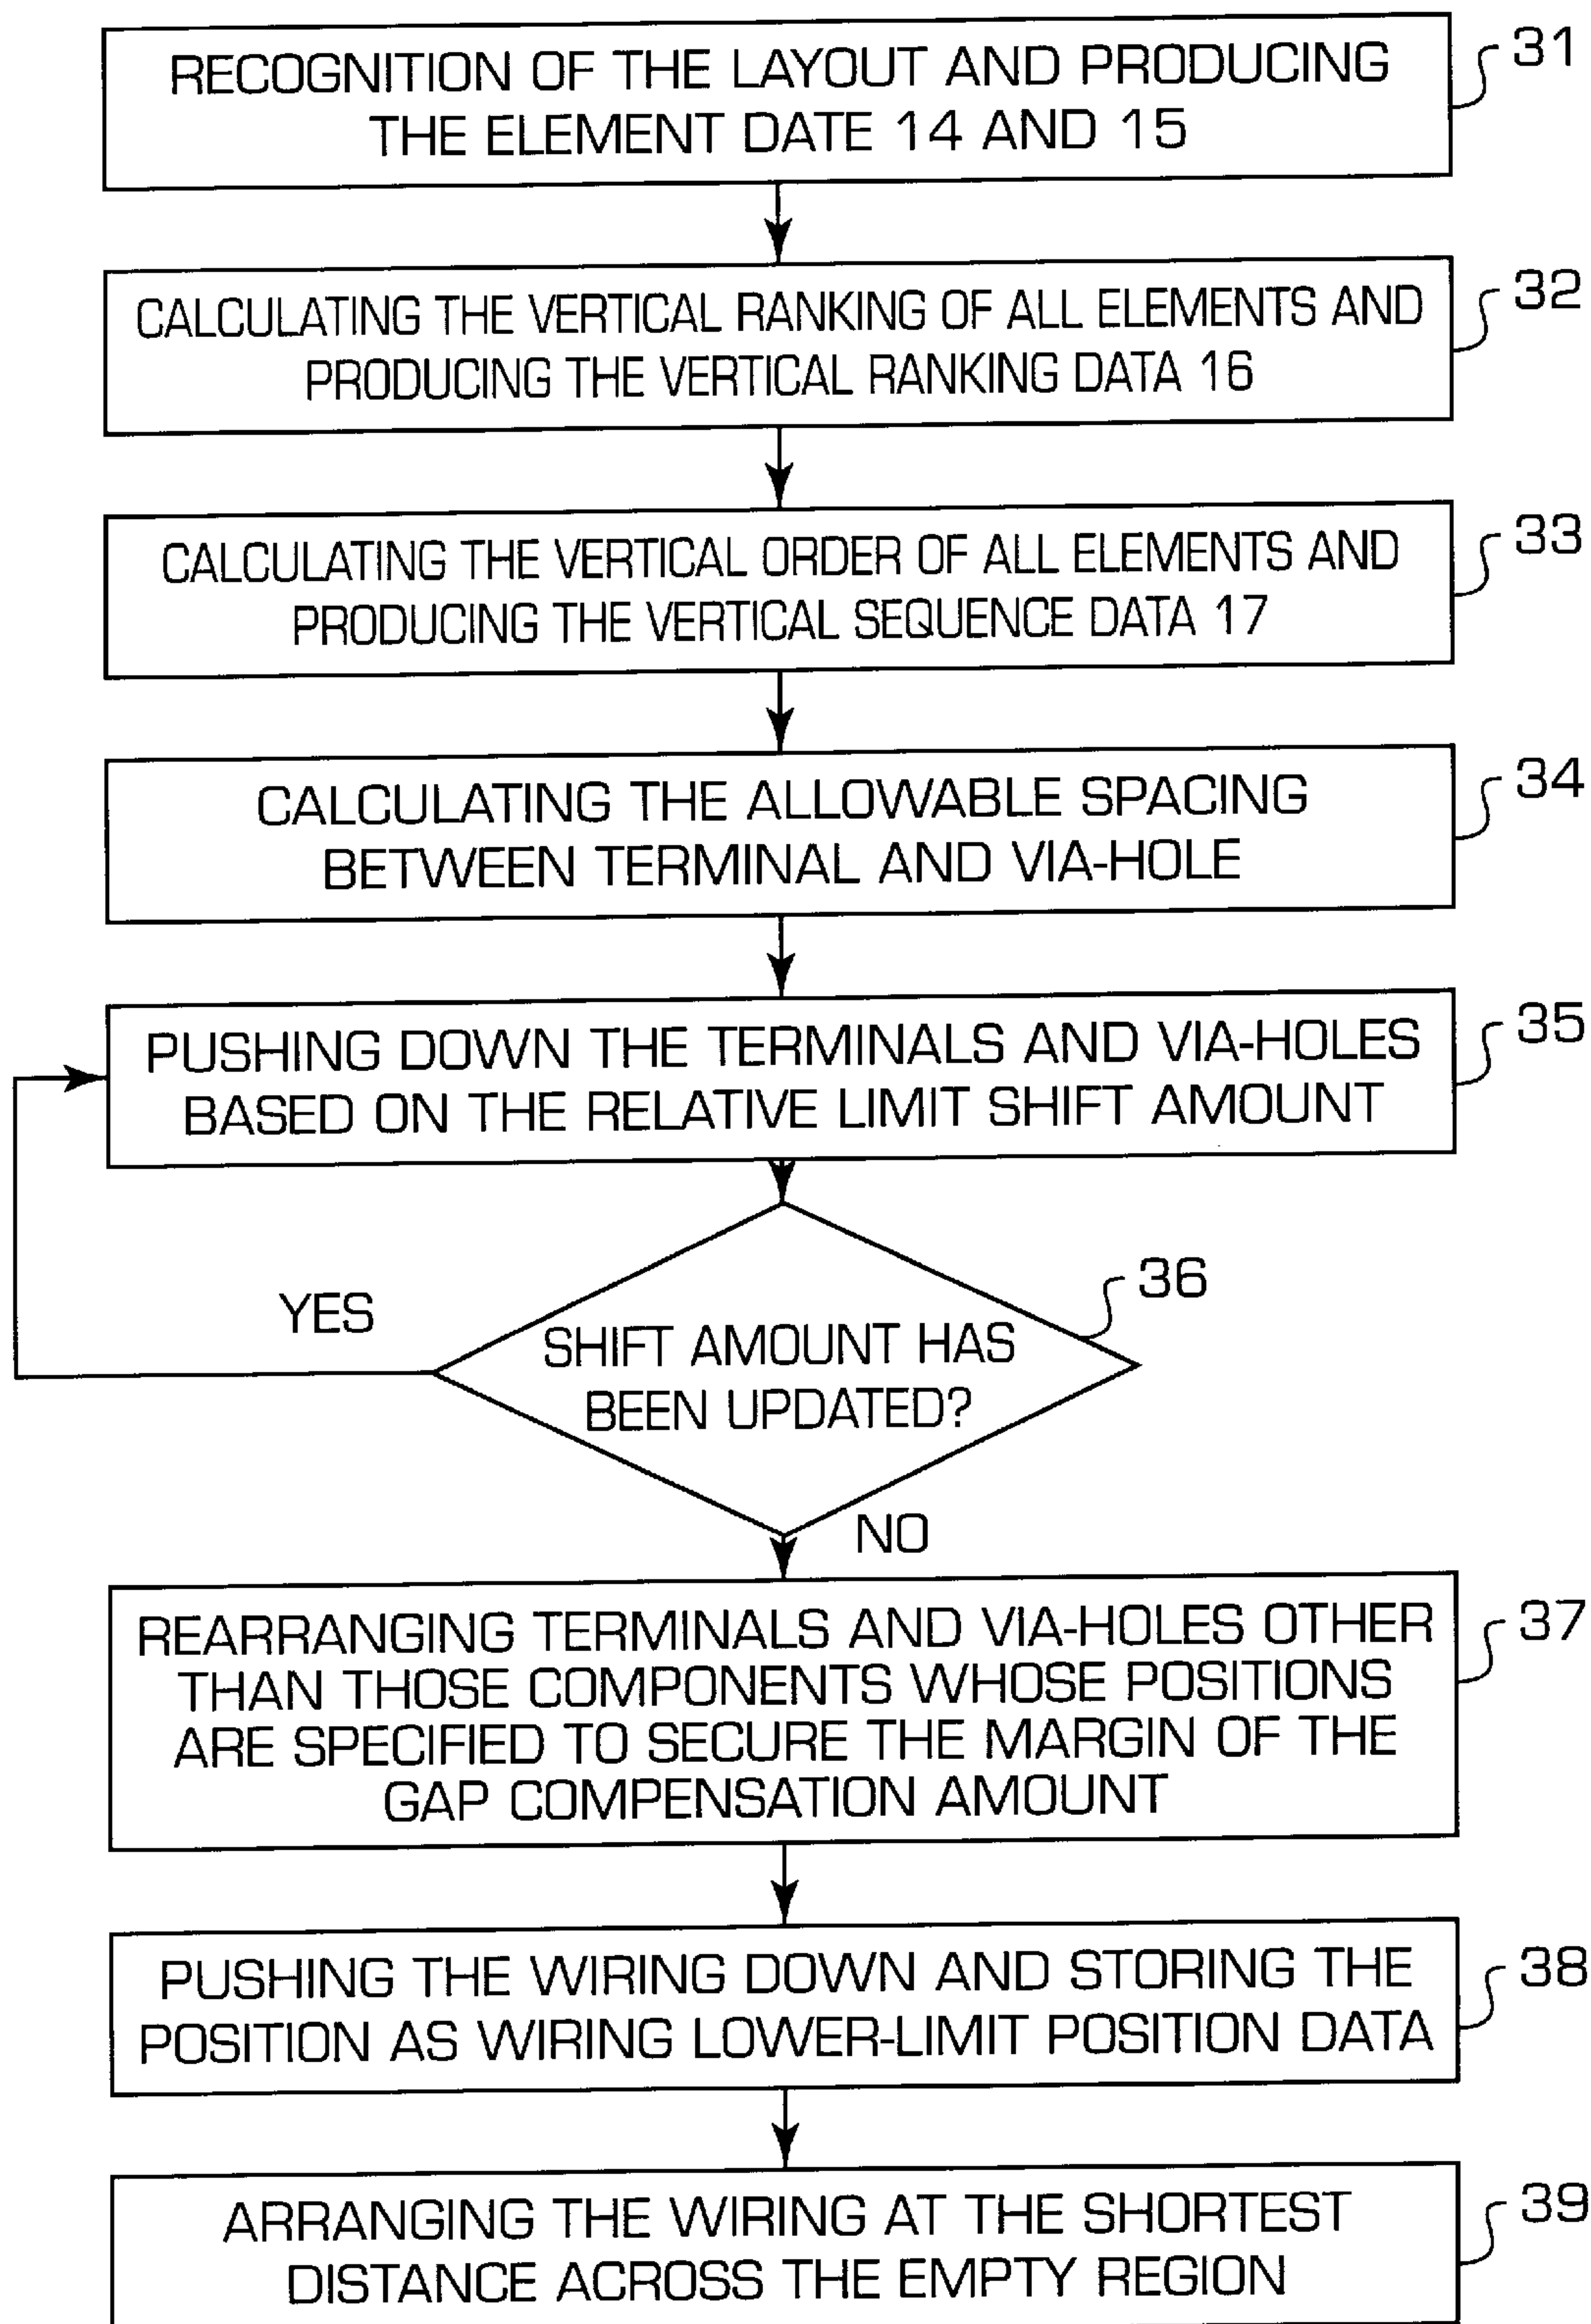 RECOGNITION OF THE LAYOUT AND PRODUCING
THE ELEMENT DATE 14 AND 15
31
CALCULATING THE VERTICAL RANKING OF ALL ELEMENTS AND
PRODUCING THE VERTICAL RANKING DATA 16
32
CALCULATING THE VERTICAL ORDER OF ALL ELEMENTS AND
PRODUCING THE VERTICAL SEQUENCE DATA 17
33
CALCULATING THE ALLOWABLE SPACING
BETWEEN TERMINAL AND VIA-HOLE
34
PUSHING DOWN THE TERMINALS AND VIA-HOLES
BASED ON THE RELATIVE LIMIT SHIFT AMOUNT
35
YES
SHIFT AMOUNT HAS
BEEN UPDATED?
36
NO
REARRANGING TERMINALS AND VIA-HOLES OTHER
THAN THOSE COMPONENTS WHOSE POSITIONS
ARE SPECIFIED TO SECURE THE MARGIN OF THE
GAP COMPENSATION AMOUNT
37
PUSHING THE WIRING DOWN AND STORING THE
POSITION AS WIRING LOWER-LIMIT POSITION DATA
38
ARRANGING THE WIRING AT THE SHORTEST
DISTANCE ACROSS THE EMPTY REGION
39